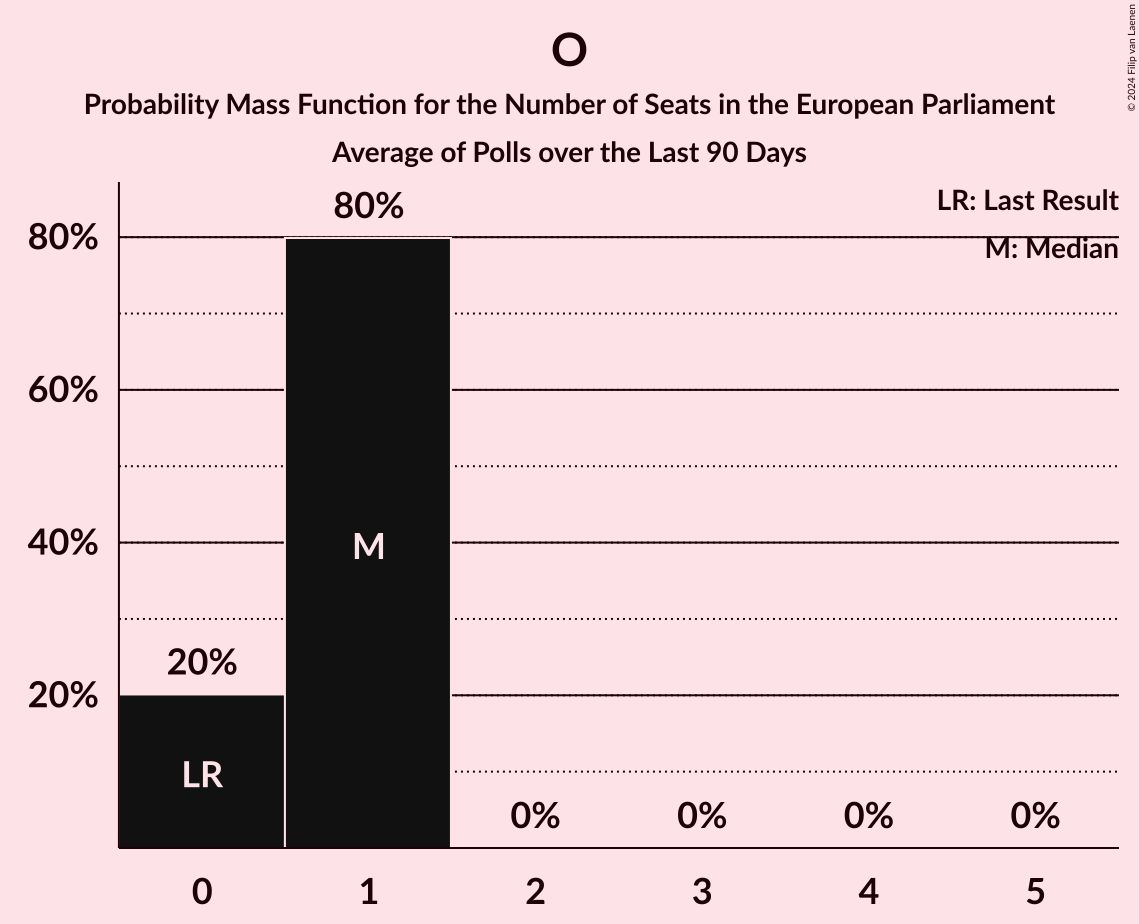 O
Probability Mass Function for the Number of Seats in the European Parliament
Average of Polls over the Last 90 Days
© 2024 Filip van Laenen
LR: Last Result
M: Median
80%
80%
60%
40%
M
20%
20%
LR
0% 0% 0% 0%
0 1 2 3 4 5